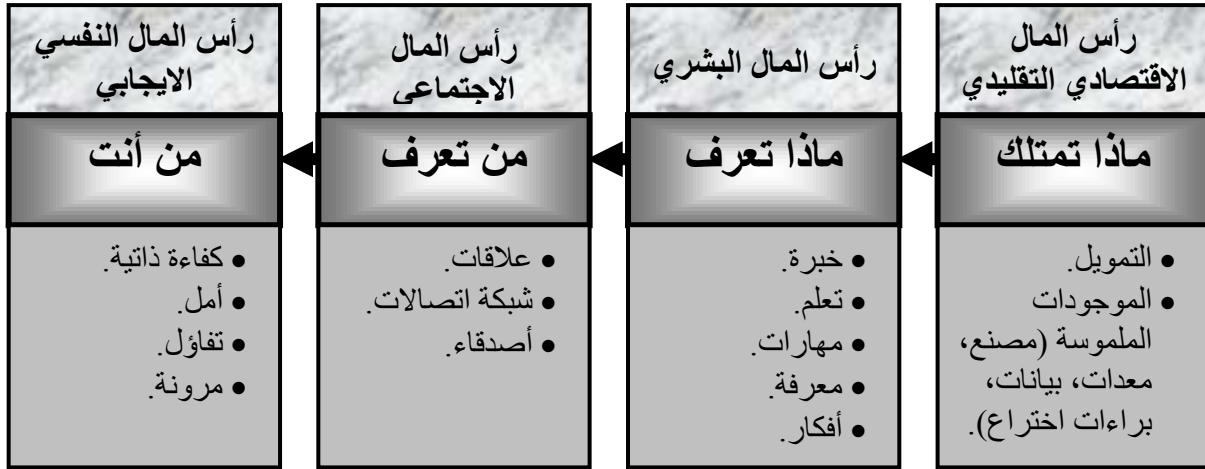 رأس المال
الاقتصادي التقليدي
ماذا تمتلك
• التمويل.
• الموجودات
الملموسة (مصنع،
معدات، بيانات،
براءات اختراع).
رأس المال البشري
ماذا تعرف
• خبرة.
• تعلم.
• مهارات.
• معرفة.
• أفكار.
رأس المال
الاجتماعي
من تعرف
• علاقات.
• شبكة اتصالات.
• أصدقاء.
رأس المال النفسي
الايجابي
من أنت
• كفاءة ذاتية.
• أمل.
• تفاؤل.
• مرونة.